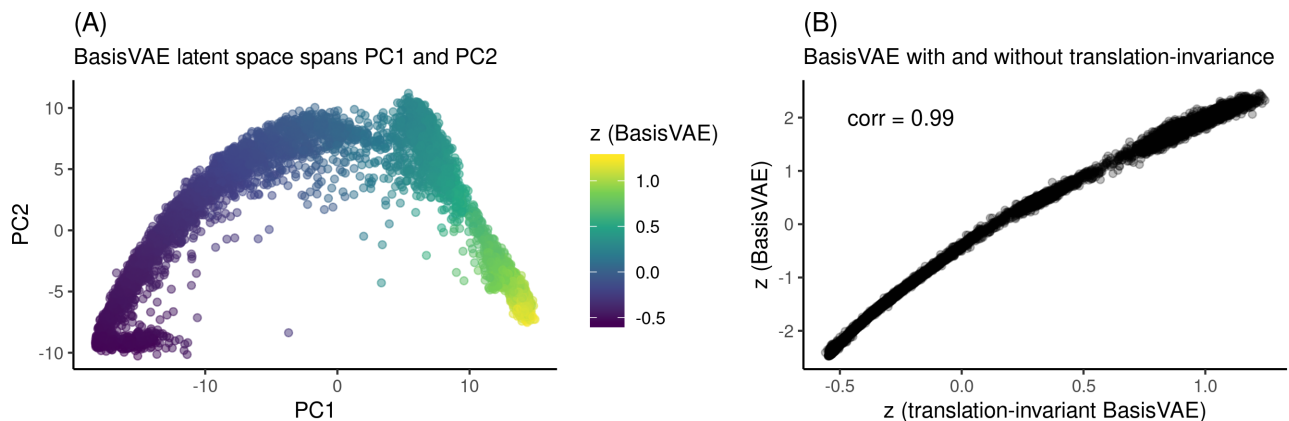 (A)
BasisVAE latent space spans PC1 and PC2
10
5
0
-5
-10
PC2
-10
0
10
PC1
z (BasisVAE)
1.0
0.5
0.0
-0.5
(B)
BasisVAE with and without translation-invariance
corr = 0.99
2
1
0
-1
-2
z (BasisVAE)
-0.5
0.0
0.5
1.0
z (translation-invariant BasisVAE)